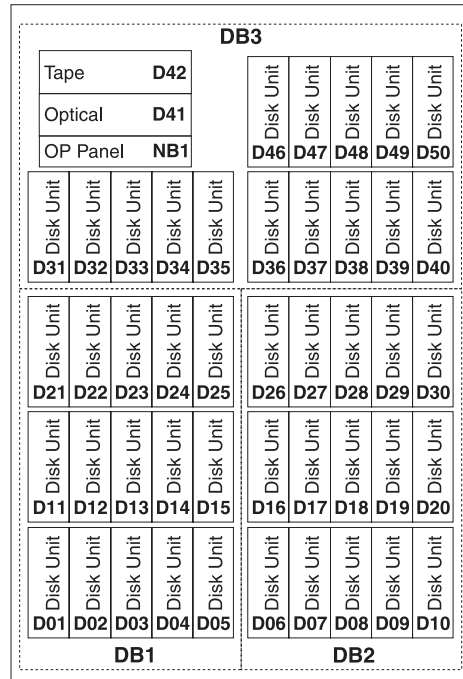 DB3
Tape D42
Optical D41
OP Panel NB1
Disk Unit Disk Unit Disk Unit Disk Unit Disk Unit
D46 D47 D48 D49 D50
Disk Unit Disk Unit Disk Unit Disk Unit Disk Unit Disk Unit Disk Unit Disk Unit Disk Unit Disk Unit
D31 D32 D33 D34 D35 D36 D37 D38 D39 D40
Disk Unit Disk Unit Disk Unit Disk Unit Disk Unit Disk Unit Disk Unit Disk Unit Disk Unit Disk Unit
D21 D22 D23 D24 D25 D26 D27 D28 D29 D30
Disk Unit Disk Unit Disk Unit Disk Unit Disk Unit Disk Unit Disk Unit Disk Unit Disk Unit Disk Unit
D11 D12 D13 D14 D15 D16 D17 D18 D19 D20
Disk Unit Disk Unit Disk Unit Disk Unit Disk Unit Disk Unit Disk Unit Disk Unit Disk Unit Disk Unit
D01 D02 D03 D04 D05 D06 D07 D08 D09 D10
DB1 DB2